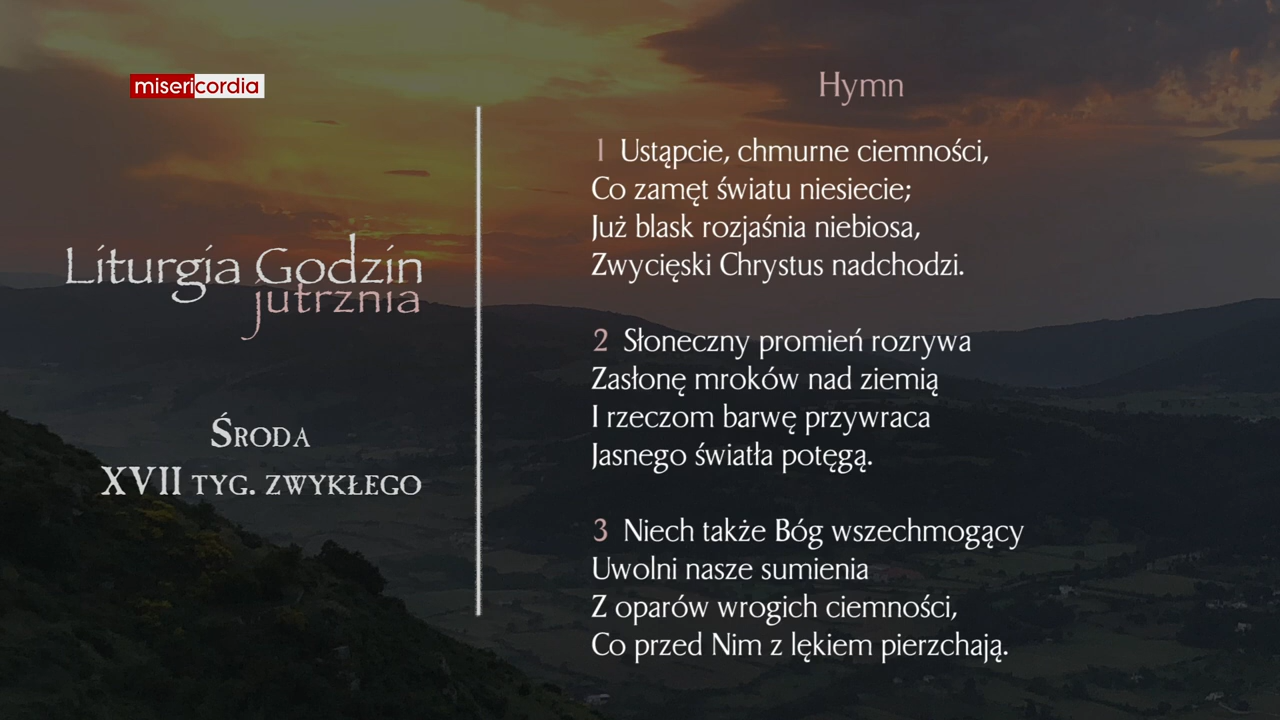 misericordia
Liturgia Godzin
jutrznia
Środa
XVII tyg. zwykłego
Hymn
1 Ustąpcie, chmurne ciemności,
Co zamęt światu niesiecie;
Już blask rozjaśnia niebiosa,
Zwycięski Chrystus nadchodzi.
2 Słoneczny promień rozrywa
Zasłonę mroków nad ziemią
I rzeczom barwę przywraca
Jasnego światła potęgą.
3 Niech także Bóg wszechmogący
Uwolni nasze sumienia
Z oparów wrogich ciemności,
Co przed Nim z lękiem pierzchają.